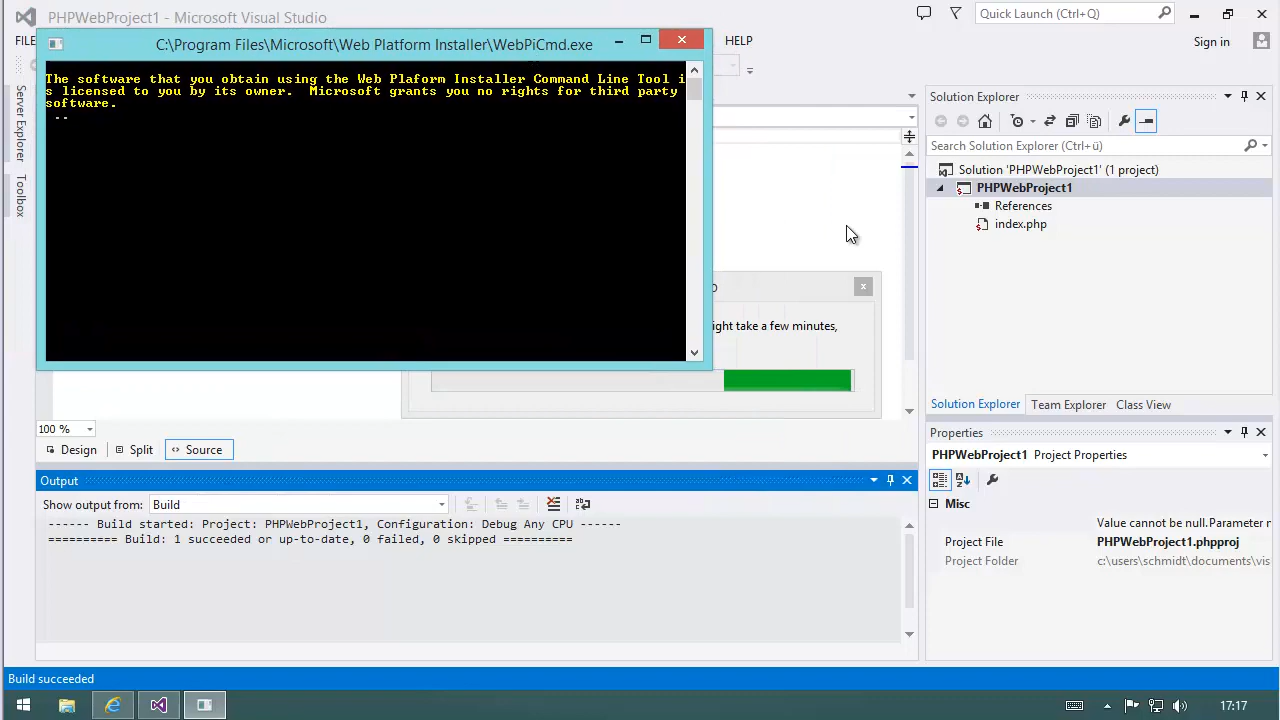 PHPWebProject1 - Microsoft Visual Studio
Quick Launch (Ctrl+Q)
FILE
HELP
Sign in
C:\Program Files\Microsoft\Web Platform Installer\WebPiCmd.exe
The software that you obtain using the Web Plaform Installer Command Line Tool i
s licensed to you by its owner.  Microsoft grants you no rights for third party
software.
--
Server Explorer
Toolbox
ight take a few minutes,
100 %
Design
Split
Source
Output
Show output from:
Build
------ Build started: Project: PHPWebProject1, Configuration: Debug Any CPU ------
========== Build: 1 succeeded or up-to-date, 0 failed, 0 skipped ==========
Solution Explorer
Search Solution Explorer (Ctrl+ü)
Solution 'PHPWebProject1' (1 project)
PHPWebProject1
References
index.php
Solution Explorer
Team Explorer
Class View
Properties
PHPWebProject1 Project Properties
Misc
Value cannot be null.Parameter n
Project File
PHPWebProject1.phpproj
Project Folder
c:\users\schmidt\documents\vis
Build succeeded
17:17